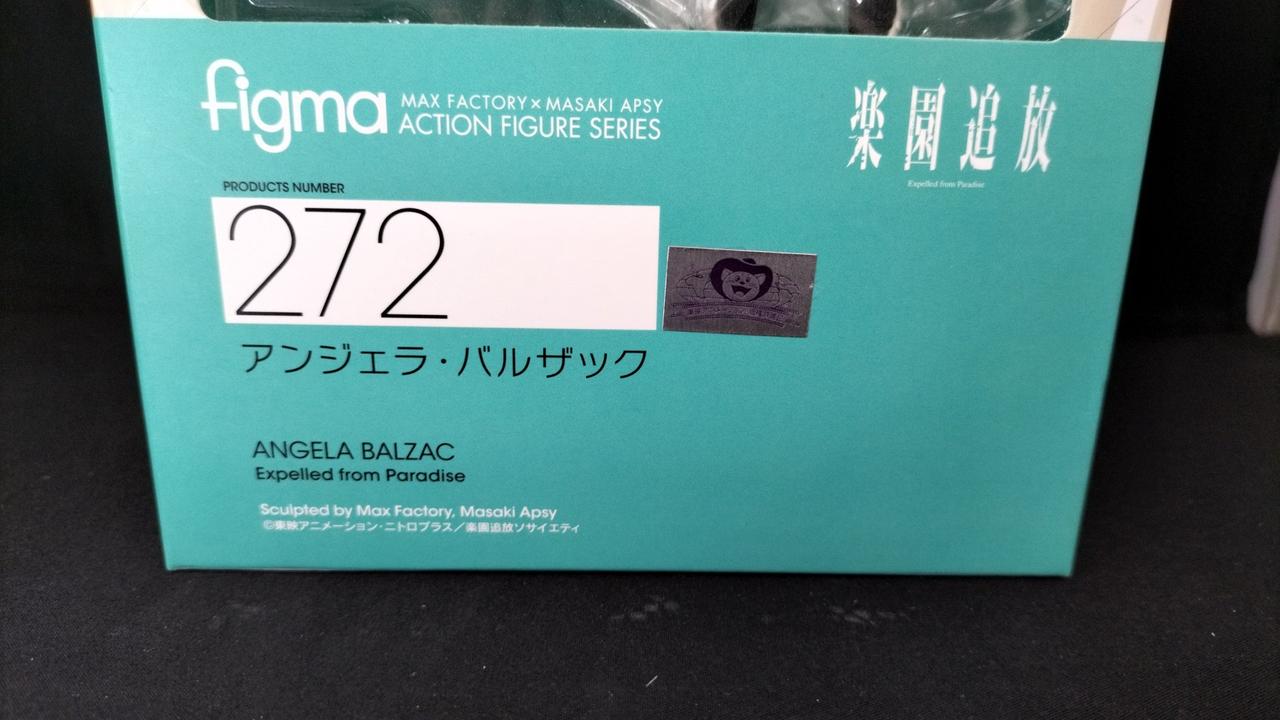 figma
MAX FACTORY×MASAKI APSY
ACTION FIGURE SERIES
楽園追放
Expelled from Paradise
PRODUCTS NUMBER
272
アンジェラ・バルザック
ANGELA BALZAC
Expelled from Paradise
Sculpted by Max Factory, Masaki Apsy
©東映アニメーション・ニトロプラス／楽園追放ソサイエティ